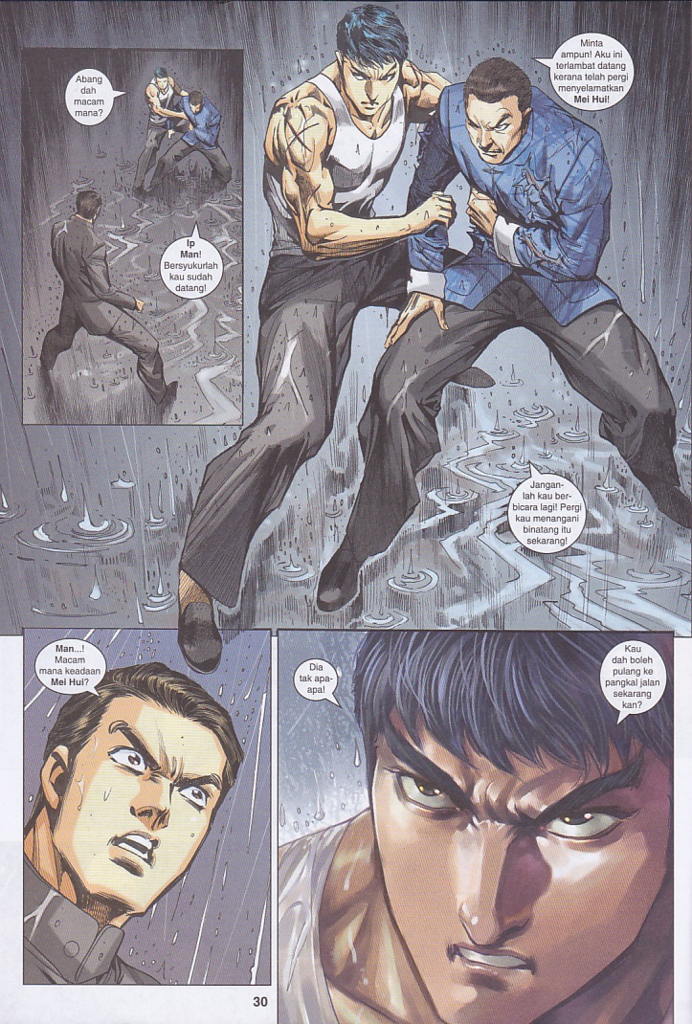 Abang
dah
macam
mana?
Ip
Man!
Bersyukurlah
kau sudah
datang!
Minta
ampun! Aku ini
terlambat datang
kerana telah pergi
menyelamatkan
Mei Hui!
Jangan-
lah kau ber-
bicara lagi! Pergi
kau menangani
binatang itu
sekarang!
Man...!
Macam
mana keadaan
Mei Hui?
Dia
tak apa-
apa!
Kau
dah boleh
pulang ke
pangkal jalan
sekarang
kan?
30